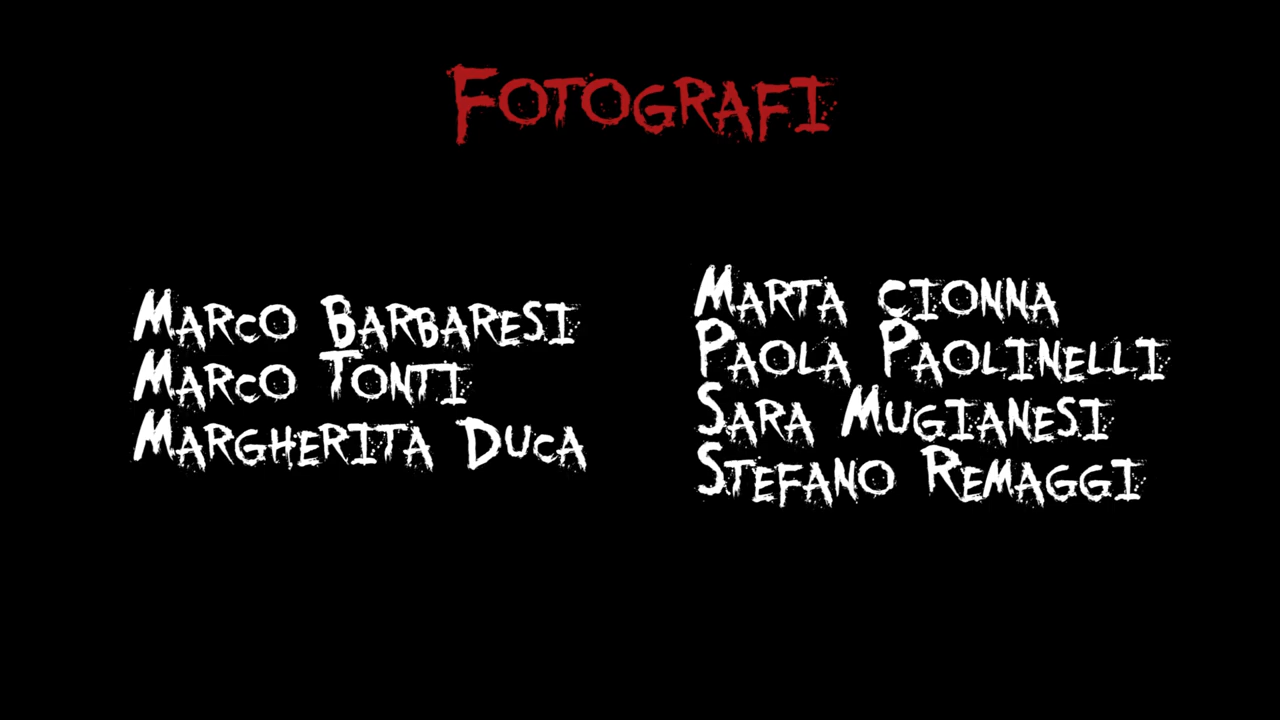 Fotografi
Marco Barbaresi
Marco Tonti
Margherita Duca
Marta cionna
Paola Paolinelli
Sara Mugianesi
Stefano Remaggi